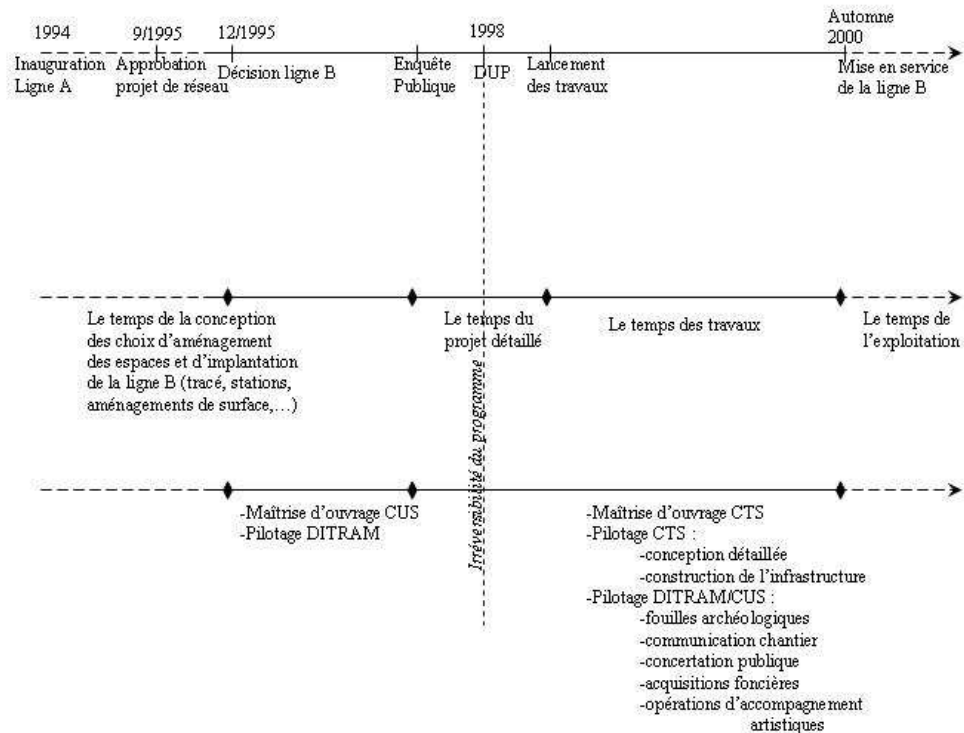 1994
9/1995
12/1995
1998
Automne
2000
Inauguration
Ligne A
Approbation
projet de réseau
Décision ligne B
Enquête
Publique
DUP
Lancement
des travaux
Mise en service
de la ligne B
Le temps de la conception
des choix d'aménagement
des espaces et d'implantation
de la ligne B (tracé, stations,
aménagements de surface,...)
Le temps du
projet détaillé
Le temps des travaux
Le temps de
l'exploitation
Irréversibilité du programme
-Maîtrise d'ouvrage CUS
-Pilotage DITRAM
-Maîtrise d'ouvrage CTS
-Pilotage CTS :
-conception détaillée
-construction de l'infrastructure
-Pilotage DITRAM/CUS :
-fouilles archéologiques
-communication chantier
-concertation publique
-acquisitions foncières
-opérations d'accompagnement
artistiques